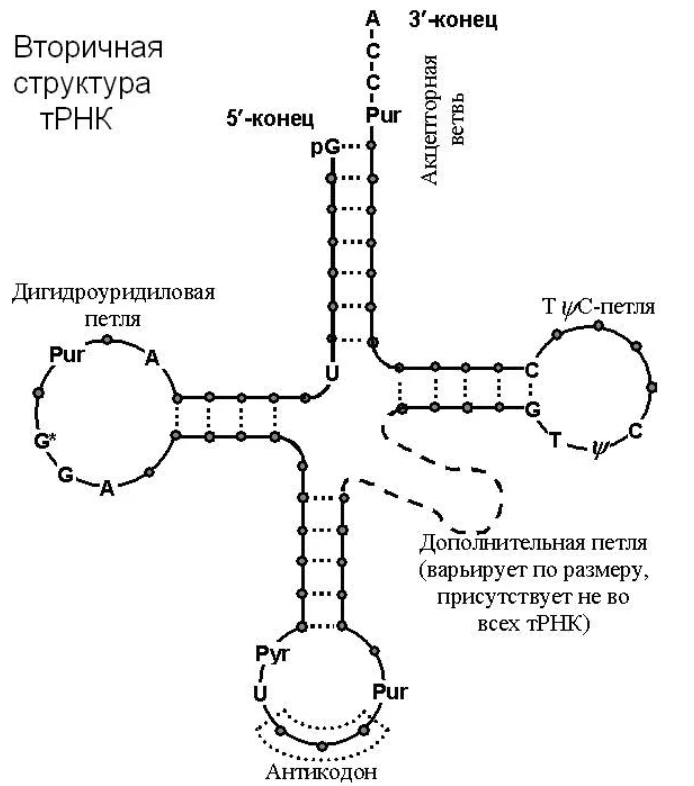 Вторичная
структура
тРНК
A
3′-конец
C
C
Pur
Акцепторная
ветвь
5′-конец
pG
Дигидроуридиловая
петля
Pur
A
U
G*
G
A
T ψC-петля
C
G
T
ψ
C
Дополнительная петля
(варьирует по размеру,
присутствует не во
всех тРНК)
Pyr
U
Pur
Антикодон